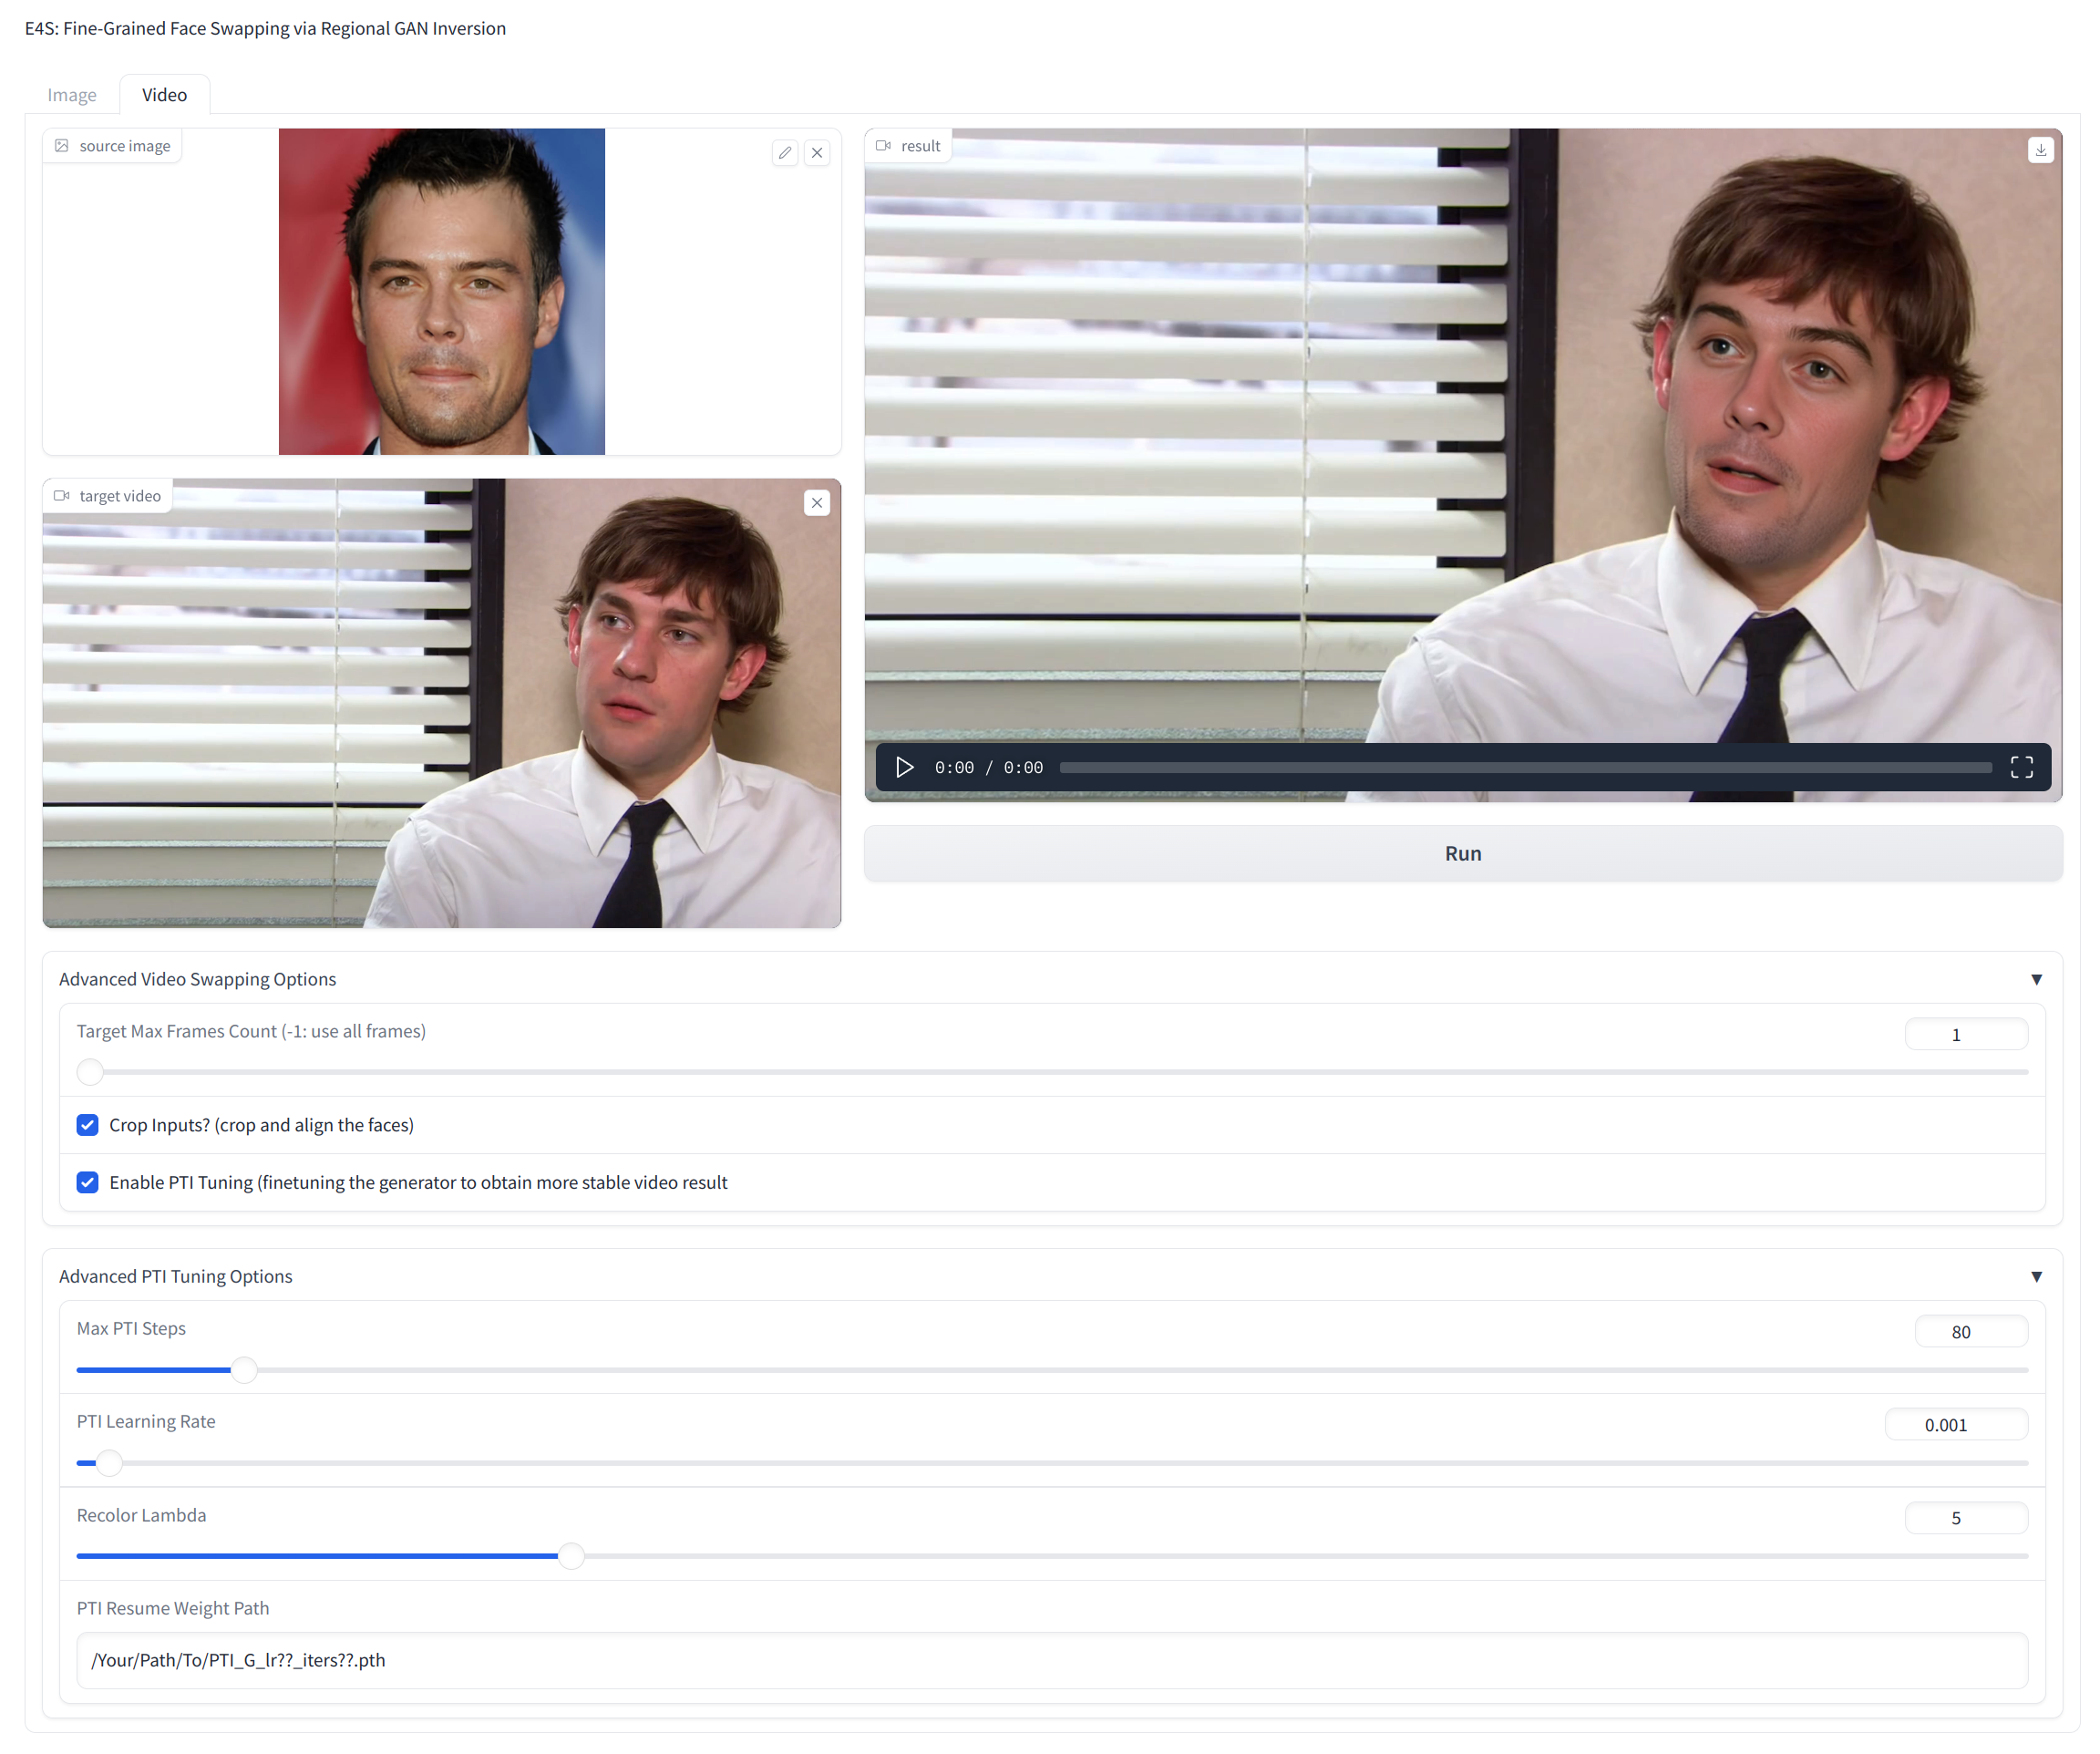 E4S: Fine-Grained Face Swapping via Regional GAN Inversion
Image
Video
source image
target video
result
0:00 / 0:00
Run
Advanced Video Swapping Options
▼
Target Max Frames Count (-1: use all frames)
1
Crop Inputs? (crop and align the faces)
Enable PTI Tuning (finetuning the generator to obtain more stable video result
Advanced PTI Tuning Options
▼
Max PTI Steps
80
PTI Learning Rate
0.001
Recolor Lambda
5
PTI Resume Weight Path
/Your/Path/To/PTI_G_lr??_iters??.pth